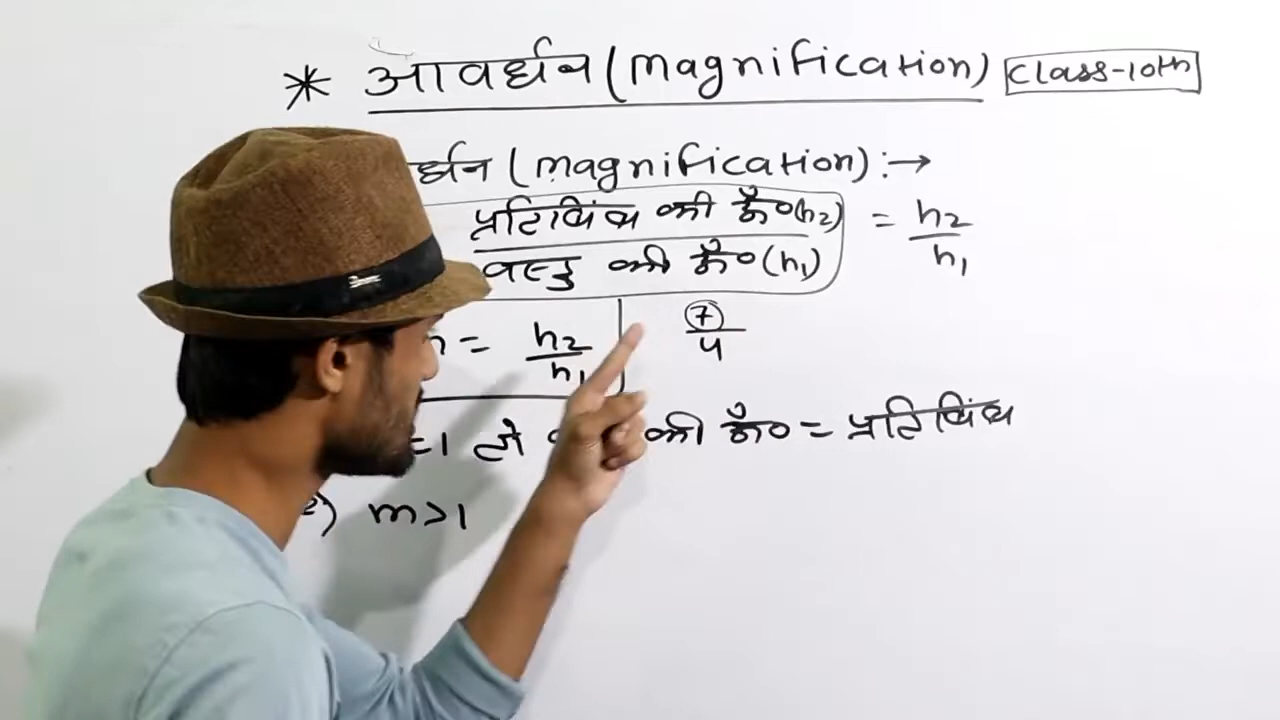 * आवर्धन (magnification) class-10th
र्धन (magnification) :→
प्रतिबिंब की ऊँ०(h2) = h2
वस्तु की ऊँ०(h1) h1
= h2 7
h1 4
=1 तो की ऊँ० = प्रतिबिंब
2) m>1